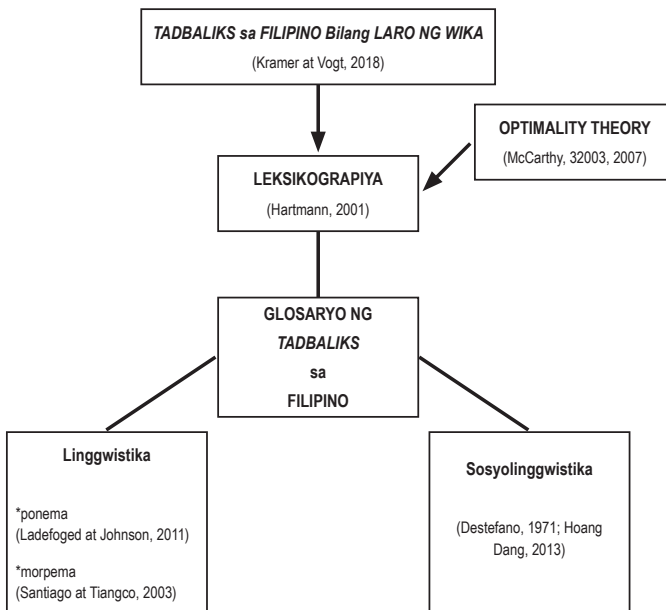 TADBALIKS sa FILIPINO Bilang LARO NG WIKA
(Kramer at Vogt, 2018)
OPTIMALITY THEORY
(McCarthy, 32003, 2007)
LEKSIKOGRAPIYA
(Hartmann, 2001)
GLOSARYO NG
TADBALIKS
sa
FILIPINO
Linggwistika
*ponema
(Ladefoged at Johnson, 2011)
*morpema
(Santiago at Tiangco, 2003)
Sosyolinggwistika
(Destefano, 1971; Hoang
Dang, 2013)